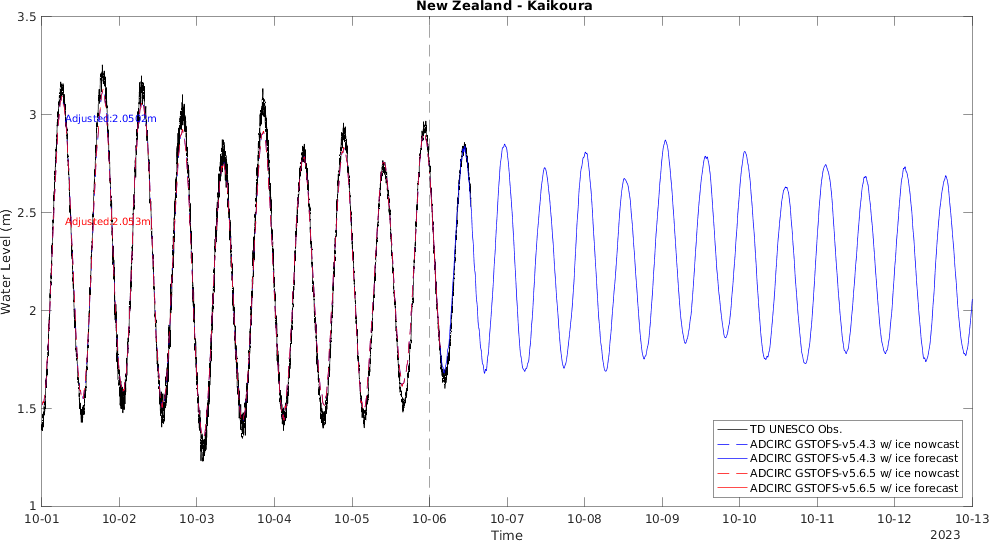 New Zealand - Kaikoura
3.5
3
2.5
2
1.5
1
Water Level (m)
Adjusted:2.0502m
Adjusted:2.053m
TD UNESCO Obs.
ADCIRC GSTOFS-v5.4.3 w/ ice nowcast
ADCIRC GSTOFS-v5.4.3 w/ ice forecast
ADCIRC GSTOFS-v5.6.5 w/ ice nowcast
ADCIRC GSTOFS-v5.6.5 w/ ice forecast
10-01 10-02 10-03 10-04 10-05 10-06 10-07 10-08 10-09 10-10 10-11 10-12 10-13
Time
2023